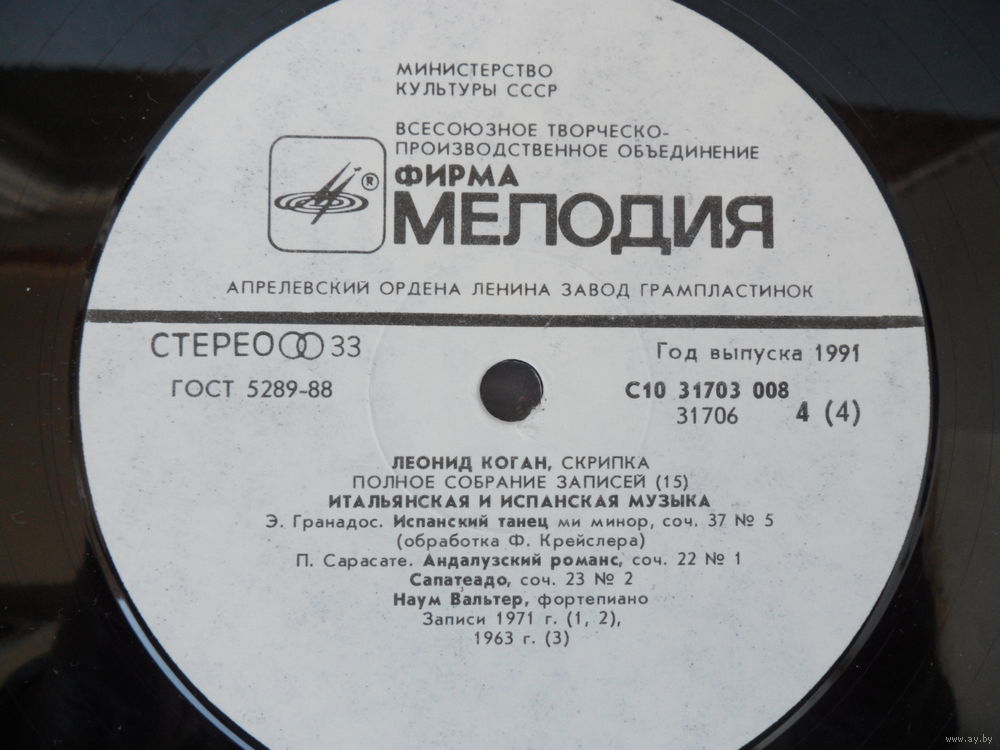 МИНИСТЕРСТВО
КУЛЬТУРЫ СССР
ВСЕСОЮЗНОЕ ТВОРЧЕСКО-
ПРОИЗВОДСТВЕННОЕ ОБЪЕДИНЕНИЕ
ФИРМА
®
МЕЛОДИЯ
АПРЕЛЕВСКИЙ ОРДЕНА ЛЕНИНА ЗАВОД ГРАМПЛАСТИНОК
СТЕРЕО 33
Год выпуска 1991
ГОСТ 5289-88
С10 31703 008
31706 4 (4)
ЛЕОНИД КОГАН, СКРИПКА
ПОЛНОЕ СОБРАНИЕ ЗАПИСЕЙ (15)
ИТАЛЬЯНСКАЯ И ИСПАНСКАЯ МУЗЫКА
Э. Гранадос. Испанский танец ми минор, соч. 37 № 5
(обработка Ф. Крейслера)
П. Сарасате. Андалузский романс, соч. 22 № 1
Сапатеадо, соч. 23 № 2
Наум Вальтер, фортепиано
Записи 1971 г. (1, 2),
1963 г. (3)
www.ay.by